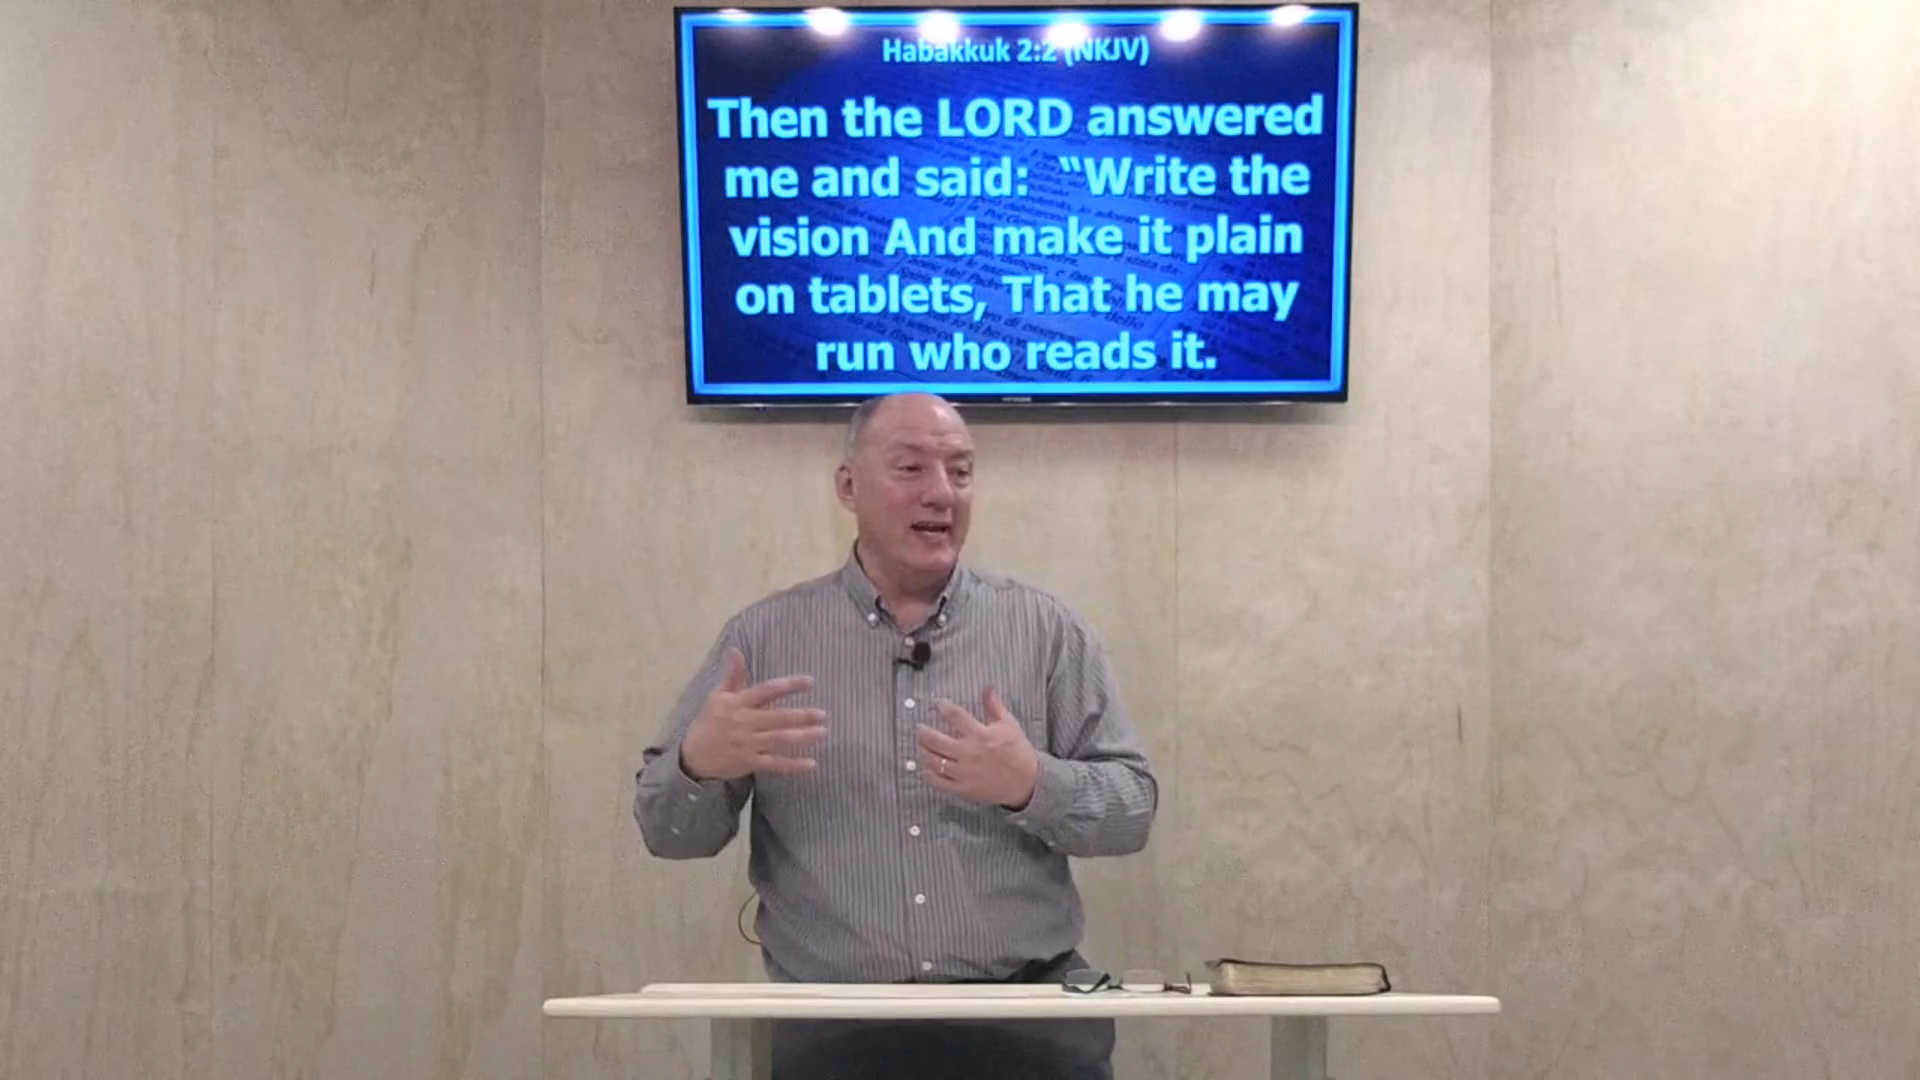 Habakkuk 2:2 (NKJV)
Then the LORD answered
me and said:  “Write the
vision And make it plain
on tablets, That he may
run who reads it.